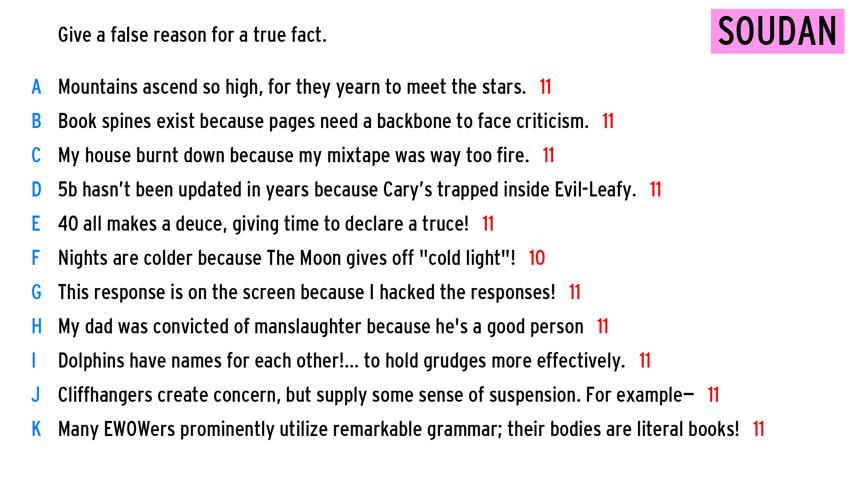 Give a false reason for a true fact.
SOUDAN
A Mountains ascend so high, for they yearn to meet the stars. 11
B Book spines exist because pages need a backbone to face criticism. 11
C My house burnt down because my mixtape was way too fire. 11
D 5b hasn't been updated in years because Cary's trapped inside Evil-Leafy. 11
E 40 all makes a deuce, giving time to declare a truce! 11
F Nights are colder because The Moon gives off "cold light"! 10
G This response is on the screen because I hacked the responses! 11
H My dad was convicted of manslaughter because he's a good person 11
I Dolphins have names for each other!... to hold grudges more effectively. 11
J Cliffhangers create concern, but supply some sense of suspension. For example— 11
K Many EWOWers prominently utilize remarkable grammar; their bodies are literal books! 11